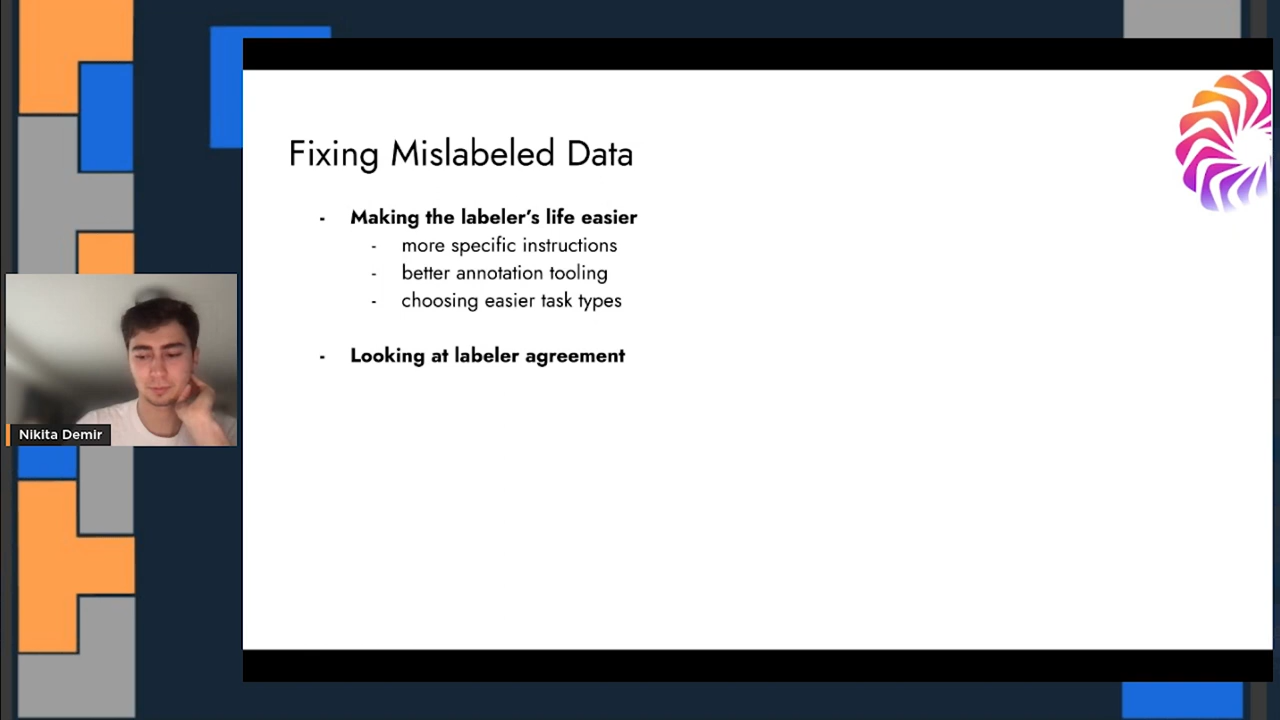 Fixing Mislabeled Data
- Making the labeler's life easier
- more specific instructions
- better annotation tooling
- choosing easier task types
- Looking at labeler agreement
Nikita Demir